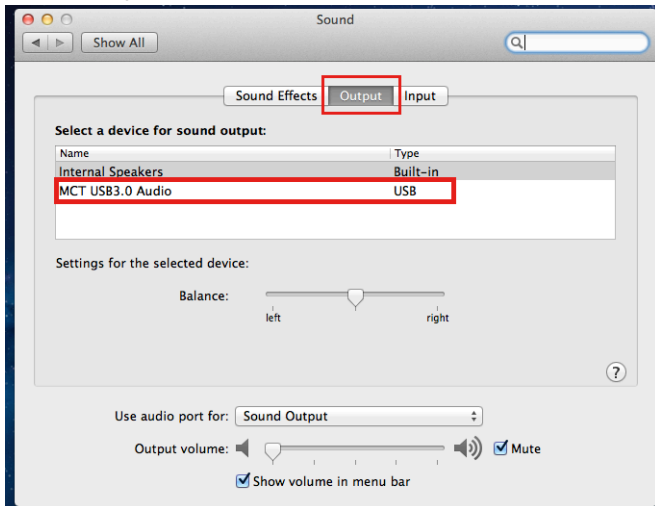 Sound
Show All
Sound Effects Output Input
Select a device for sound output:
Name Type
Internal Speakers Built-in
MCT USB3.0 Audio USB
Settings for the selected device:
Balance:
left right
?
Use audio port for: Sound Output
Output volume: Mute
Show volume in menu bar